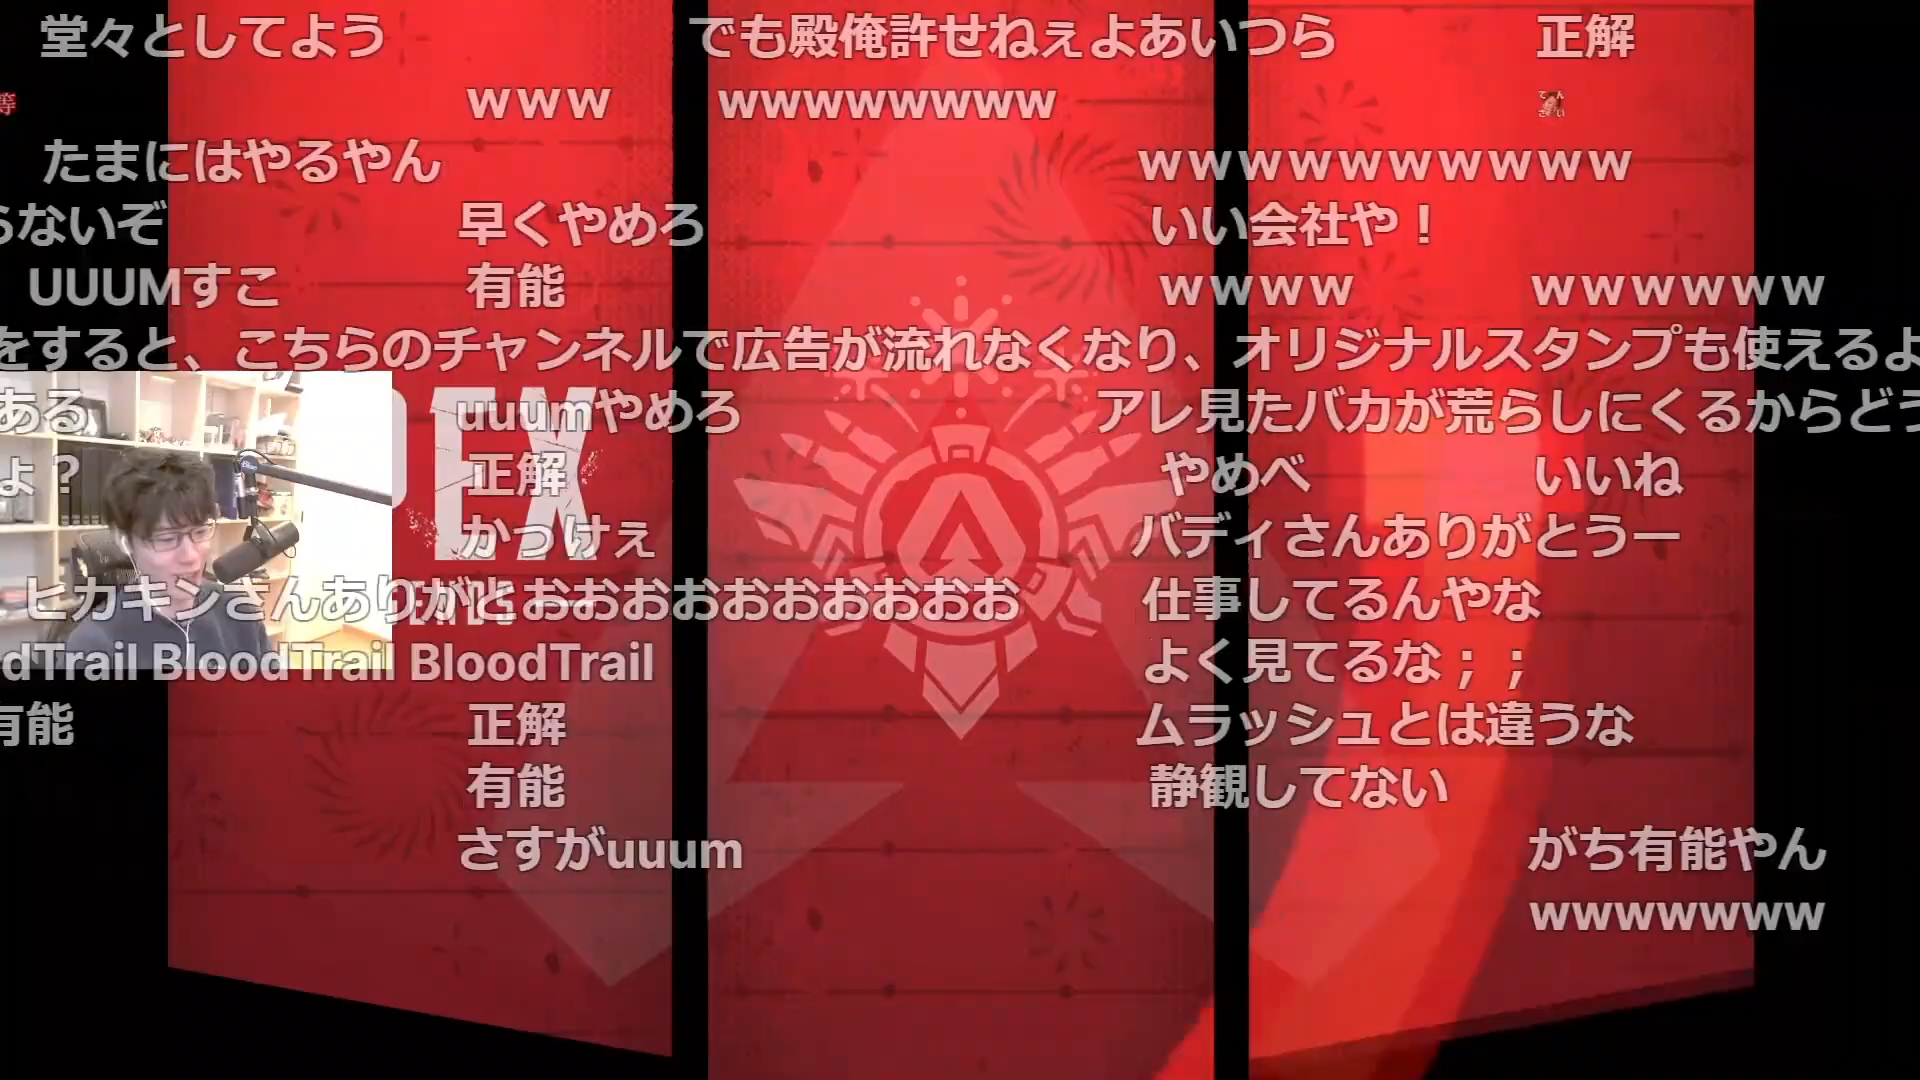 堂々としてよう でも殿俺許せねぇよあいつら 正解
等 www wwwwwwwww
たまにはやるやん wwwwwwwwww
らないぞ 早くやめろ いい会社や！
UUUMすこ 有能 wwww wwwwww
をすると、こちらのチャンネルで広告が流れなくなり、オリジナルスタンプも使えるよ
ある uuumやめろ アレ見たバカが荒らしにくるからどう
PEX
ょ？ 正解 やめべ いいね
かっけぇ バディさんありがとうー
ヒカキンさんありがとおおおおおおおおおお 仕事してるんやな
dTrail BloodTrail BloodTrail よく見てるな；；
有能 正解 ムラッシュとは違うな
有能 静観してない
さすがuuum がち有能やん
wwwwwwww